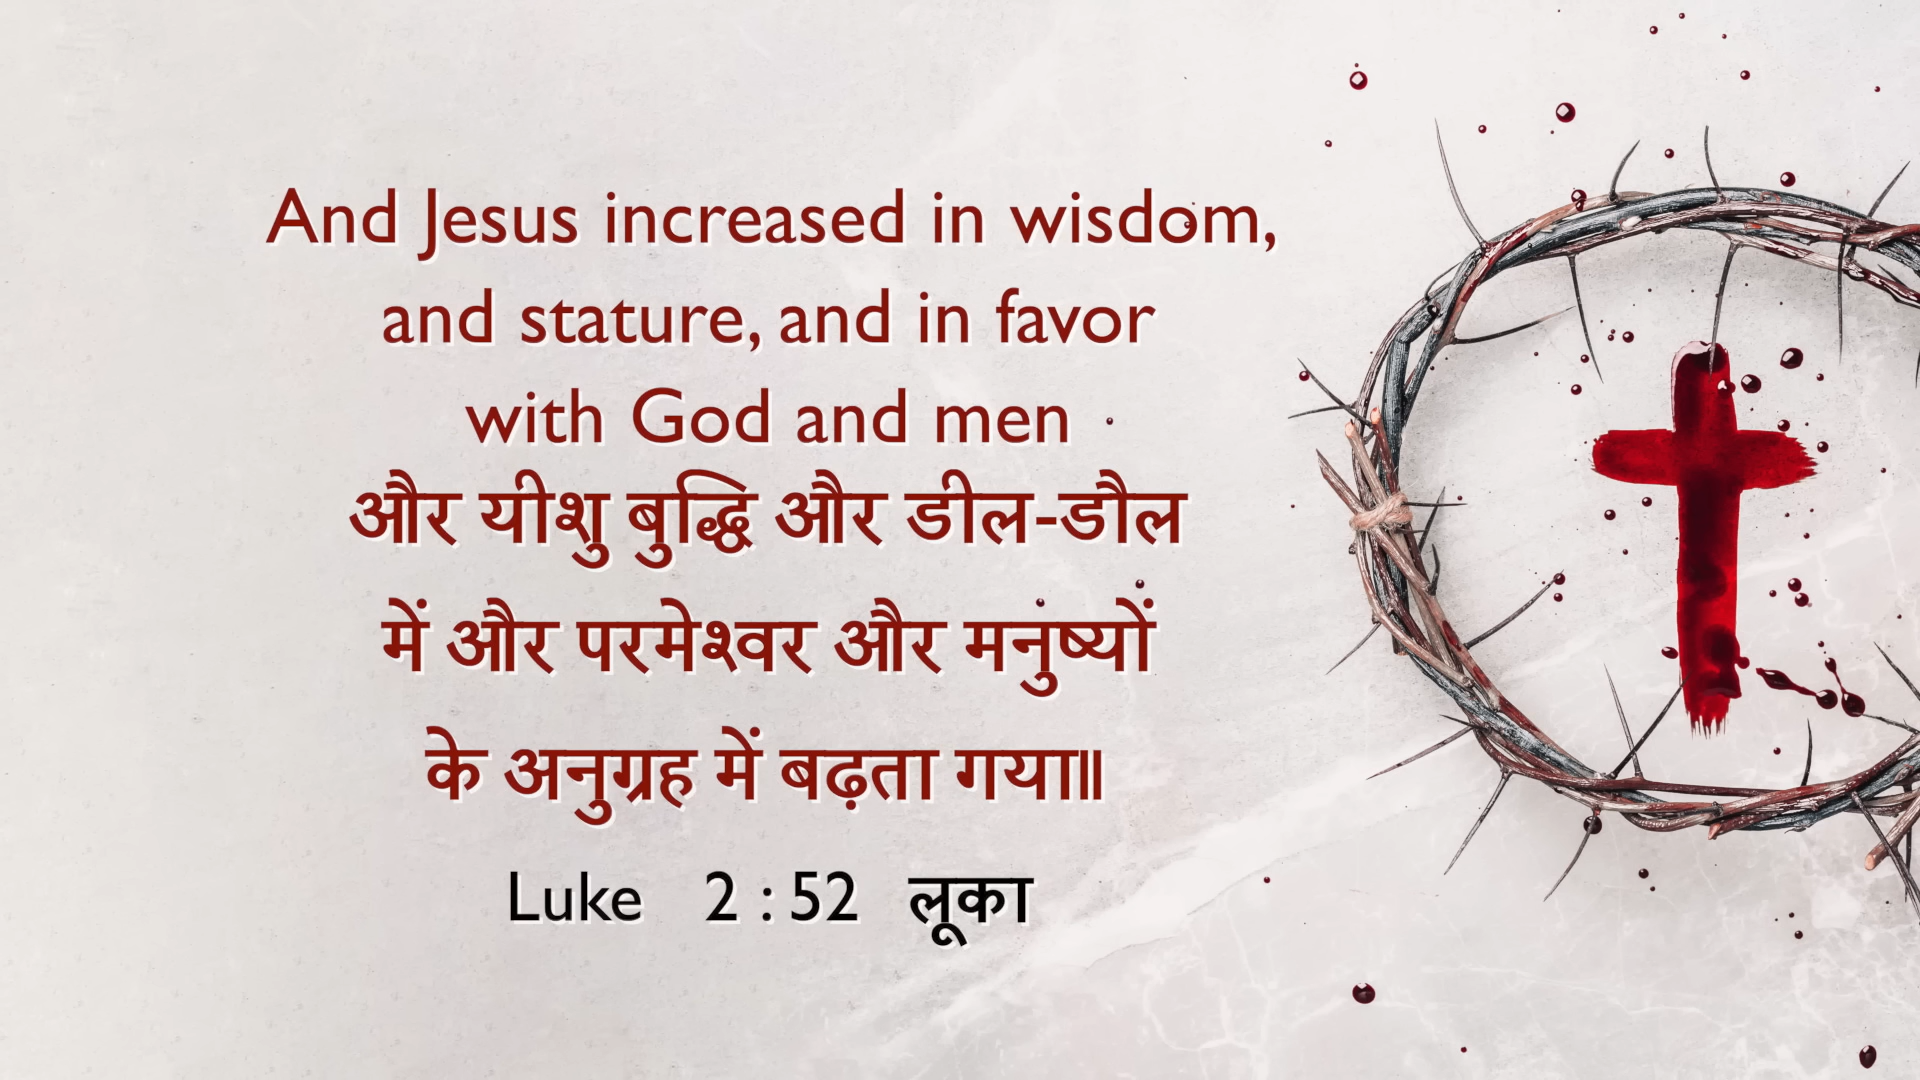 And Jesus increased in wisdom,
and stature, and in favor
with God and men
और यीशु बुद्धि और डील-डौल
में और परमेश्वर और मनुष्यों
के अनुग्रह में बढ़ता गया॥
Luke 2 : 52 लूका